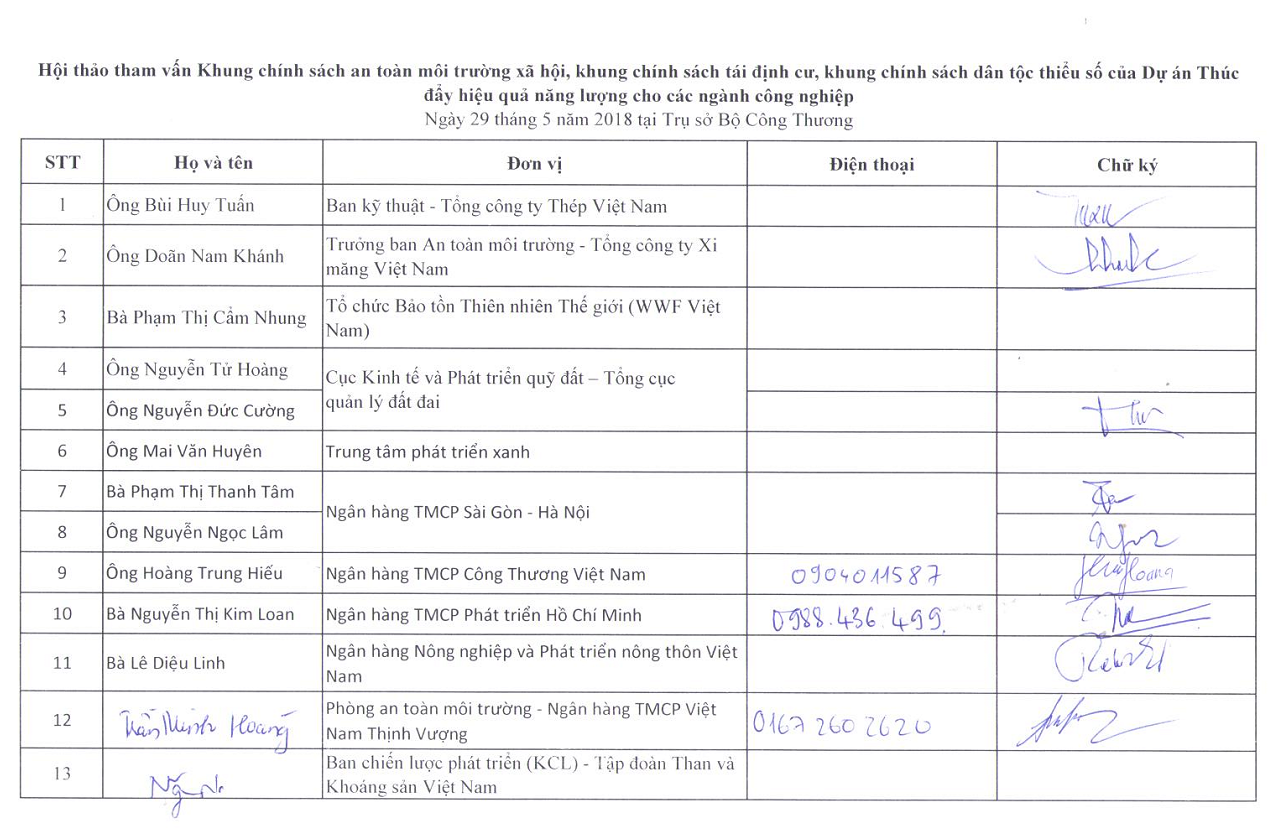 Hội thảo tham vấn Khung chính sách an toàn môi trường xã hội, khung chính sách tái định cư, khung chính sách dân tộc thiểu số của Dự án Thúc
đẩy hiệu quả năng lượng cho các ngành công nghiệp
Ngày 29 tháng 5 năm 2018 tại Trụ sở Bộ Công Thương
STT Họ và tên Đơn vị Điện thoại Chữ ký
1 Ông Bùi Huy Tuấn Ban kỹ thuật - Tổng công ty Thép Việt Nam
2 Ông Doãn Nam Khánh Trưởng ban An toàn môi trường - Tổng công ty Xi
măng Việt Nam
3 Bà Phạm Thị Cẩm Nhung Tổ chức Bảo tồn Thiên nhiên Thế giới (WWF Việt
Nam)
4 Ông Nguyễn Tử Hoàng
Cục Kinh tế và Phát triển quỹ đất – Tổng cục
quản lý đất đai
5 Ông Nguyễn Đức Cường
6 Ông Mai Văn Huyên Trung tâm phát triển xanh
7 Bà Phạm Thị Thanh Tâm
Ngân hàng TMCP Sài Gòn - Hà Nội
8 Ông Nguyễn Ngọc Lâm
9 Ông Hoàng Trung Hiếu Ngân hàng TMCP Công Thương Việt Nam 0904011587
10 Bà Nguyễn Thị Kim Loan Ngân hàng TMCP Phát triển Hồ Chí Minh 0988.436.499.
11 Bà Lê Diệu Linh Ngân hàng Nông nghiệp và Phát triển nông thôn Việt
Nam
12 Trần Minh Hoàng Phòng an toàn môi trường - Ngân hàng TMCP Việt
Nam Thịnh Vượng 0167 260 2620
13 Ban chiến lược phát triển (KCL) - Tập đoàn Than và
Khoáng sản Việt Nam